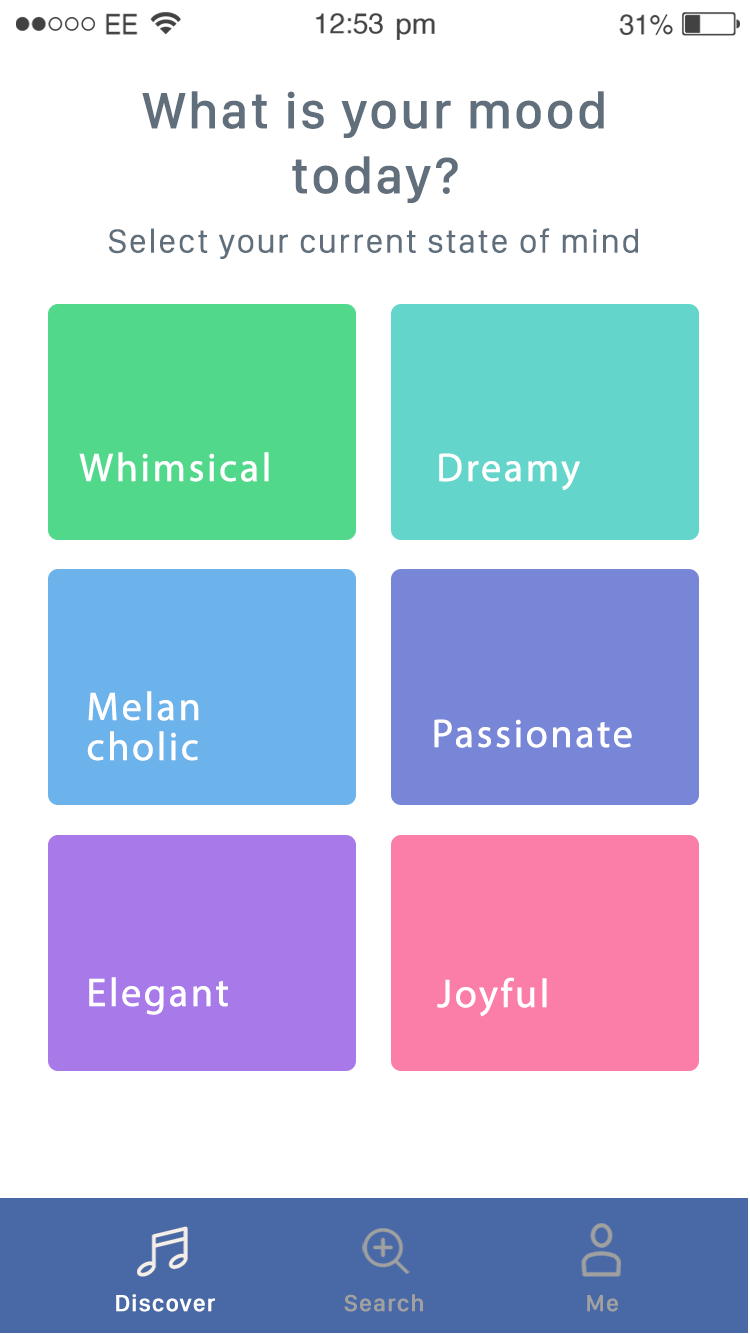 EE 12:53 pm 31%
What is your mood
today?
Select your current state of mind
Whimsical
Dreamy
Melan
cholic
Passionate
Elegant
Joyful
Discover
Search
Me